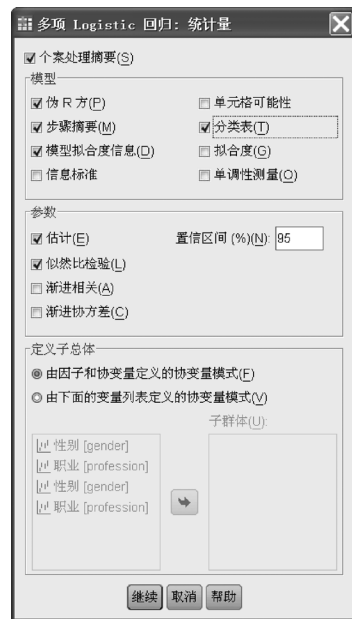 多项 Logistic 回归: 统计量
个案处理摘要(S)
模型
伪 R 方(P)
单元格可能性
步骤摘要(M)
分类表(T)
模型拟合度信息(D)
拟合度(G)
信息标准
单调性测量(O)
参数
估计(E)
置信区间 (%)(N): 95
似然比检验(L)
渐进相关(A)
渐进协方差(C)
定义子总体
由因子和协变量定义的协变量模式(F)
由下面的变量列表定义的协变量模式(V)
子群体(U):
性别 [gender]
职业 [profession]
性别 [gender]
职业 [profession]
继续 取消 帮助